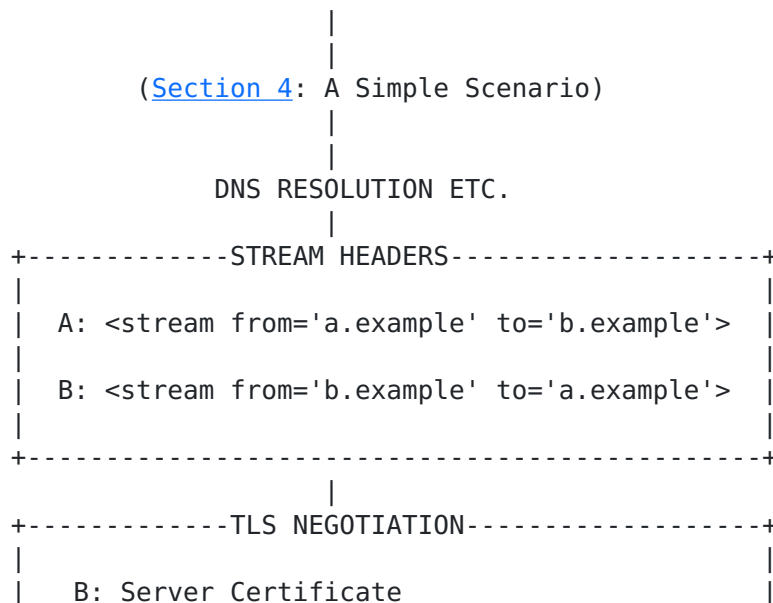 |
|
(Section 4: A Simple Scenario)
|
|
DNS RESOLUTION ETC.
|
+-------------STREAM HEADERS--------------------+
|                                               |
|  A: <stream from='a.example' to='b.example'>  |
|                                               |
|  B: <stream from='b.example' to='a.example'>  |
|                                               |
+-----------------------------------------------+
|
+-------------TLS NEGOTIATION-------------------+
|                                               |
|   B: Server Certificate                       |